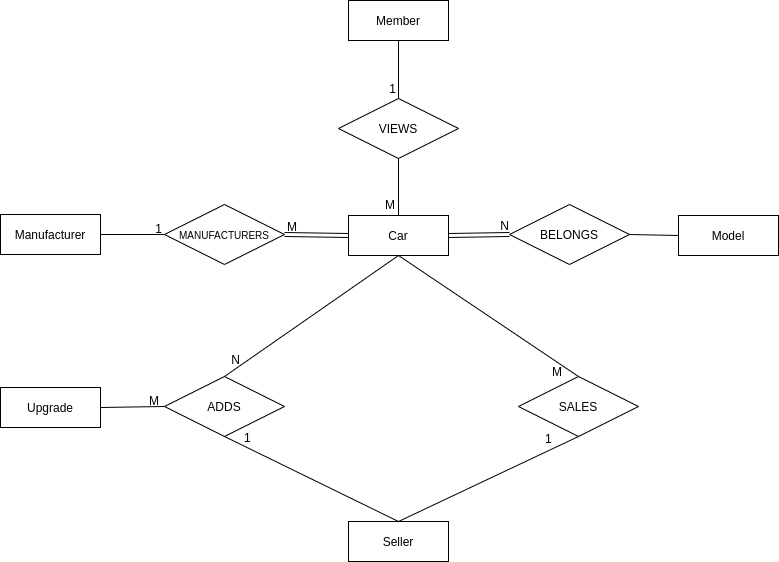 Member
1
VIEWS
M
Manufacturer
1
MANUFACTURERS
M
Car
N
BELONGS
Model
N
M
Upgrade
M
ADDS
SALES
1
1
Seller